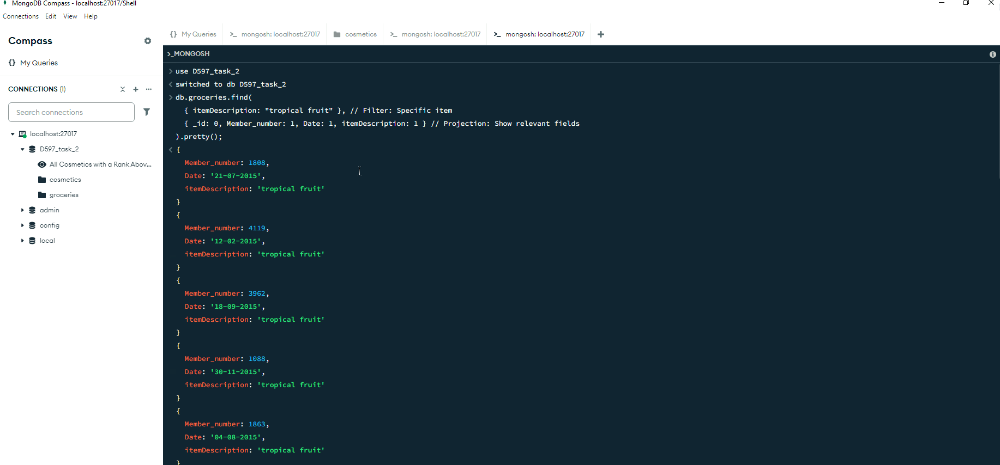 MongoDB Compass - localhost:27017/Shell
Connections Edit View Help
Compass
{} My Queries
CONNECTIONS (1)
Search connections
localhost:27017
D597_task_2
All Cosmetics with a Rank Abov...
cosmetics
groceries
admin
config
local
{} My Queries >_ mongosh: localhost:27017 cosmetics >_ mongosh: localhost:27017 >_ mongosh: localhost:27017 +
>_MONGOSH
> use D597_task_2
< switched to db D597_task_2
> db.groceries.find(
{ itemDescription: "tropical fruit" }, // Filter: Specific item
{ _id: 0, Member_number: 1, Date: 1, itemDescription: 1 } // Projection: Show relevant fields
).pretty();
< {
Member_number: 1808,
Date: '21-07-2015',
itemDescription: 'tropical fruit'
}
{
Member_number: 4119,
Date: '12-02-2015',
itemDescription: 'tropical fruit'
}
{
Member_number: 3962,
Date: '18-09-2015',
itemDescription: 'tropical fruit'
}
{
Member_number: 1088,
Date: '30-11-2015',
itemDescription: 'tropical fruit'
}
{
Member_number: 1863,
Date: '04-08-2015',
itemDescription: 'tropical fruit'
}